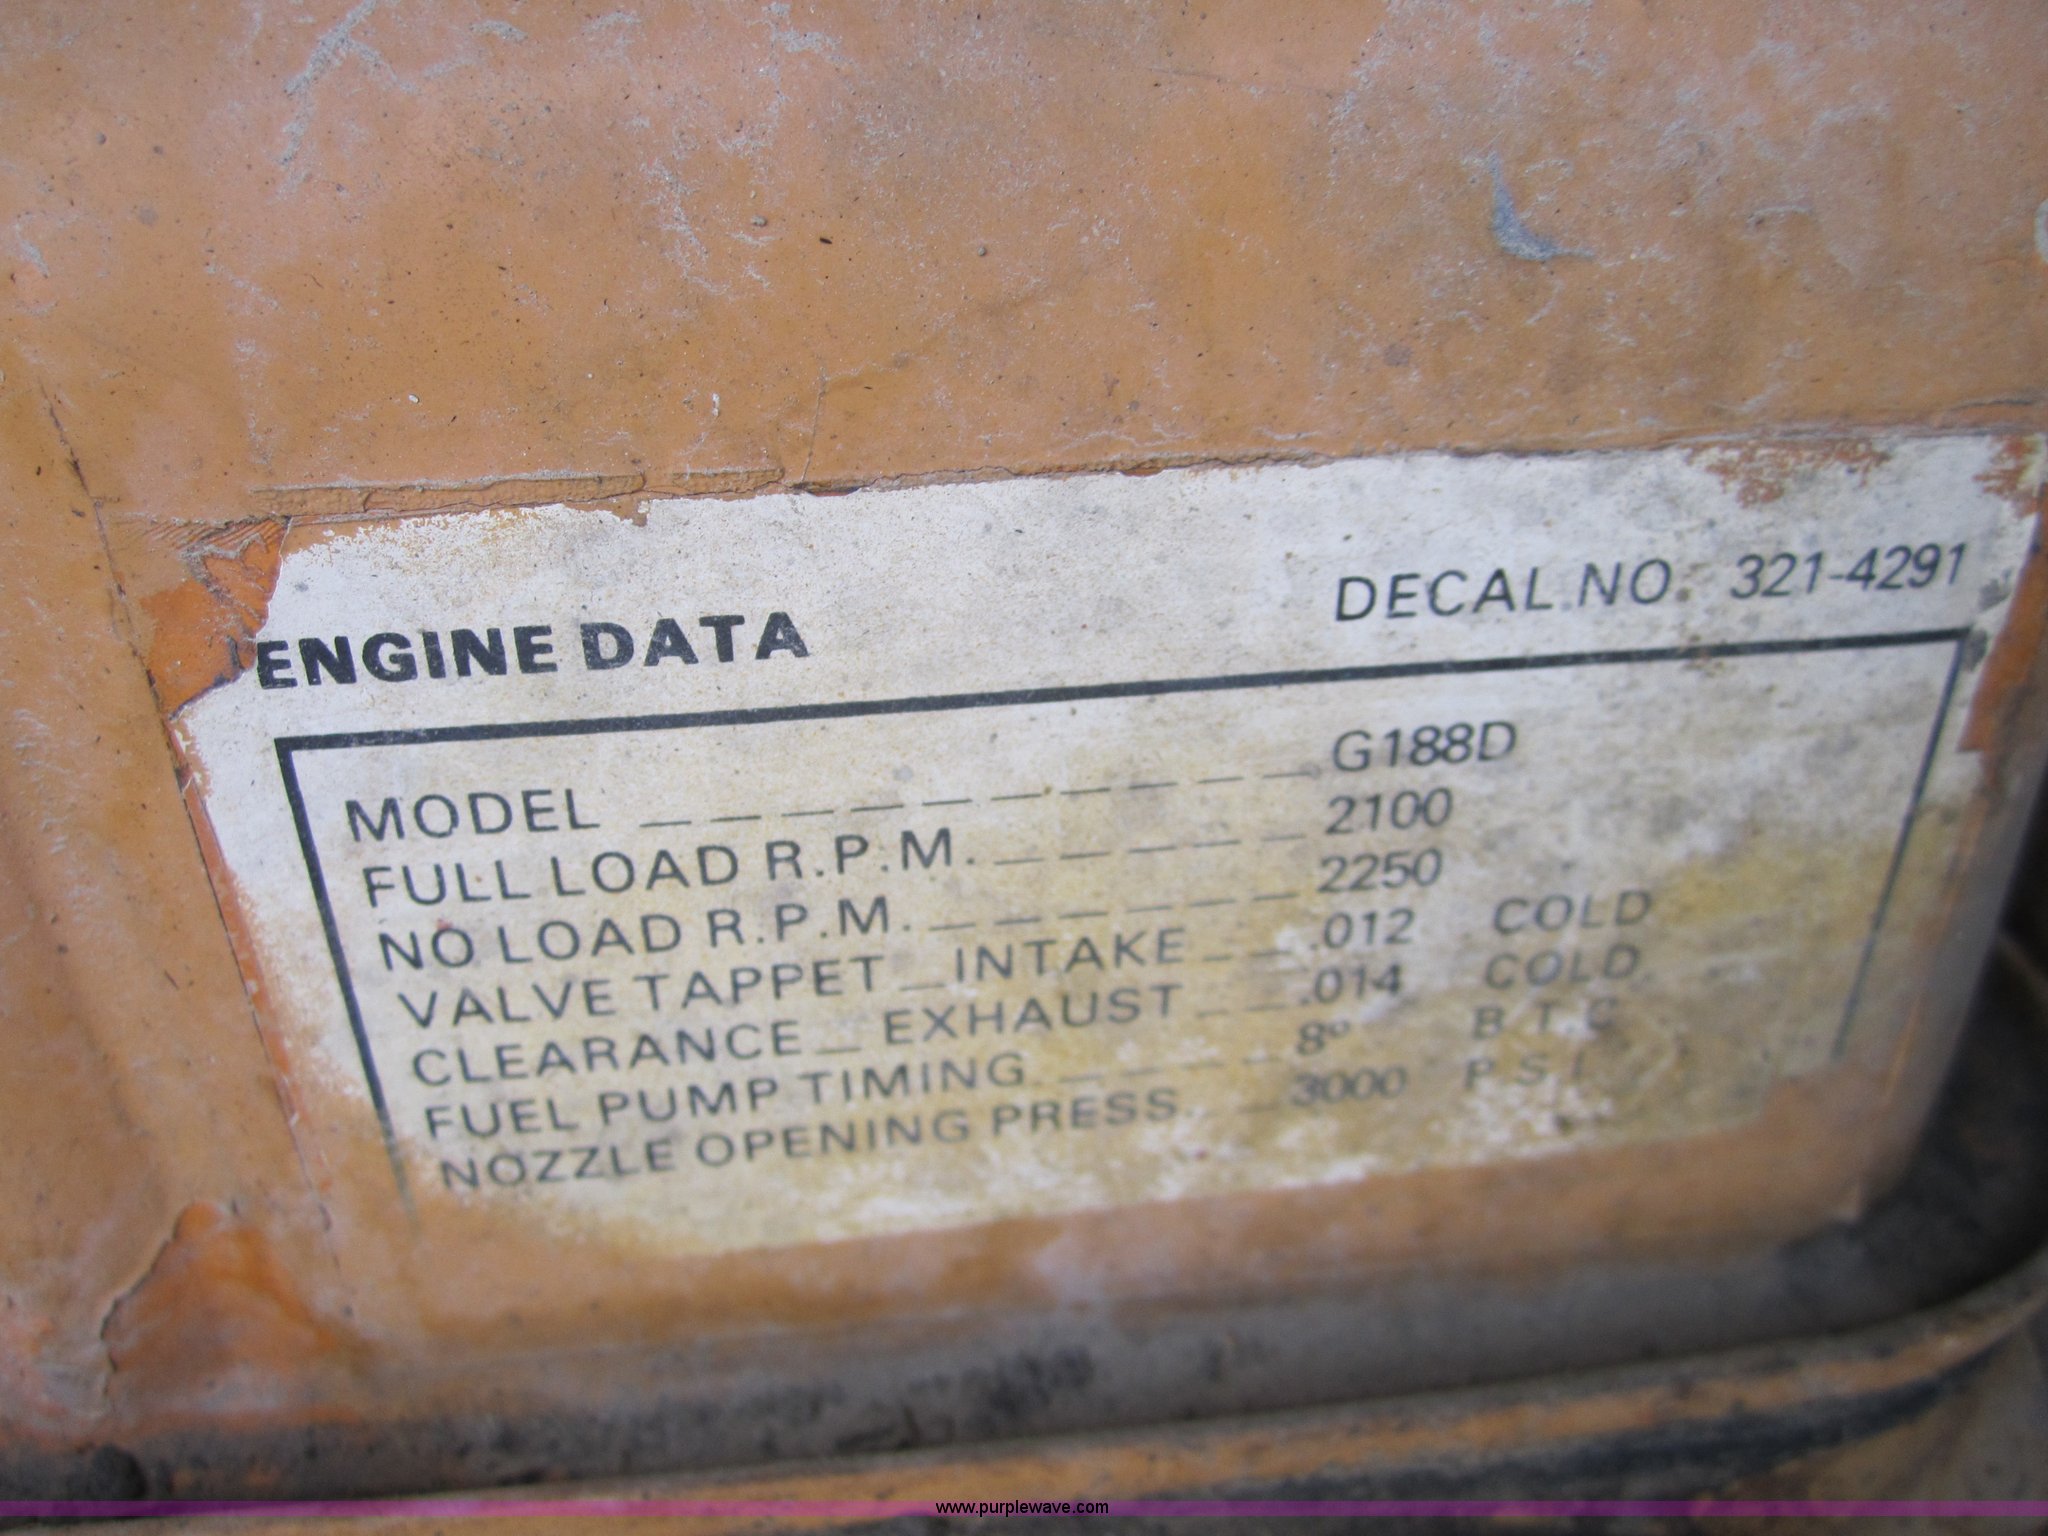 ENGINE DATA DECAL NO. 321-4291
MODEL _ _ _ _ _ _ _ _ _ _ G188D
FULL LOAD R.P.M. _ _ _ _ _ 2100
NO LOAD R.P.M. _ _ _ _ _ _ 2250
VALVE TAPPET _ INTAKE _ _ .012 COLD
CLEARANCE _ EXHAUST _ _ .014 COLD
FUEL PUMP TIMING _ _ _ _ 8° B.T.C
NOZZLE OPENING PRESS. _ _ 3000 P.S.I.
www.purplewave.com